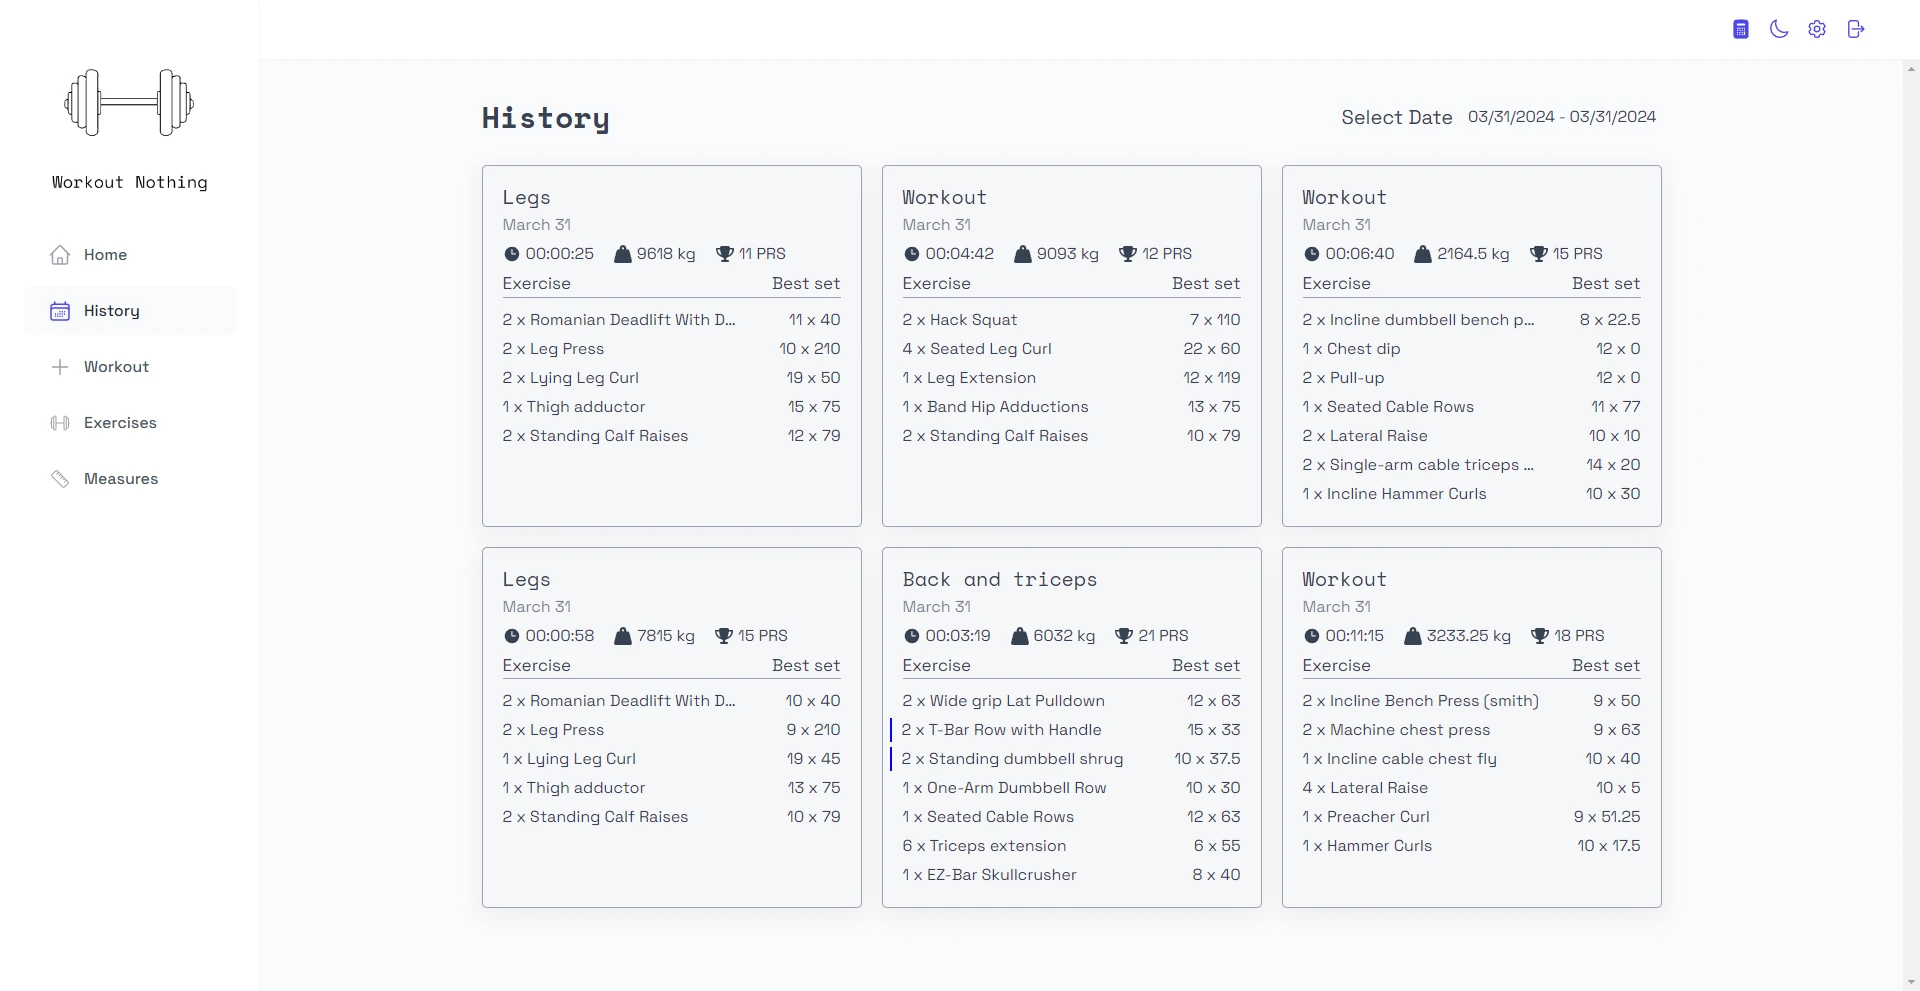 Workout Nothing
Home
History
Workout
Exercises
Measures
History
Select Date 03/31/2024 - 03/31/2024
Legs
March 31
00:00:25 9618 kg 11 PRS
Exercise Best set
2 x Romanian Deadlift With D... 11 x 40
2 x Leg Press 10 x 210
2 x Lying Leg Curl 19 x 50
1 x Thigh adductor 15 x 75
2 x Standing Calf Raises 12 x 79
Workout
March 31
00:04:42 9093 kg 12 PRS
Exercise Best set
2 x Hack Squat 7 x 110
4 x Seated Leg Curl 22 x 60
1 x Leg Extension 12 x 119
1 x Band Hip Adductions 13 x 75
2 x Standing Calf Raises 10 x 79
Workout
March 31
00:06:40 2164.5 kg 15 PRS
Exercise Best set
2 x Incline dumbbell bench p... 8 x 22.5
1 x Chest dip 12 x 0
2 x Pull-up 12 x 0
1 x Seated Cable Rows 11 x 77
2 x Lateral Raise 10 x 10
2 x Single-arm cable triceps ... 14 x 20
1 x Incline Hammer Curls 10 x 30
Legs
March 31
00:00:58 7815 kg 15 PRS
Exercise Best set
2 x Romanian Deadlift With D... 10 x 40
2 x Leg Press 9 x 210
1 x Lying Leg Curl 19 x 45
1 x Thigh adductor 13 x 75
2 x Standing Calf Raises 10 x 79
Back and triceps
March 31
00:03:19 6032 kg 21 PRS
Exercise Best set
2 x Wide grip Lat Pulldown 12 x 63
2 x T-Bar Row with Handle 15 x 33
2 x Standing dumbbell shrug 10 x 37.5
1 x One-Arm Dumbbell Row 10 x 30
1 x Seated Cable Rows 12 x 63
6 x Triceps extension 6 x 55
1 x EZ-Bar Skullcrusher 8 x 40
Workout
March 31
00:11:15 3233.25 kg 18 PRS
Exercise Best set
2 x Incline Bench Press (smith) 9 x 50
2 x Machine chest press 9 x 63
1 x Incline cable chest fly 10 x 40
4 x Lateral Raise 10 x 5
1 x Preacher Curl 9 x 51.25
1 x Hammer Curls 10 x 17.5